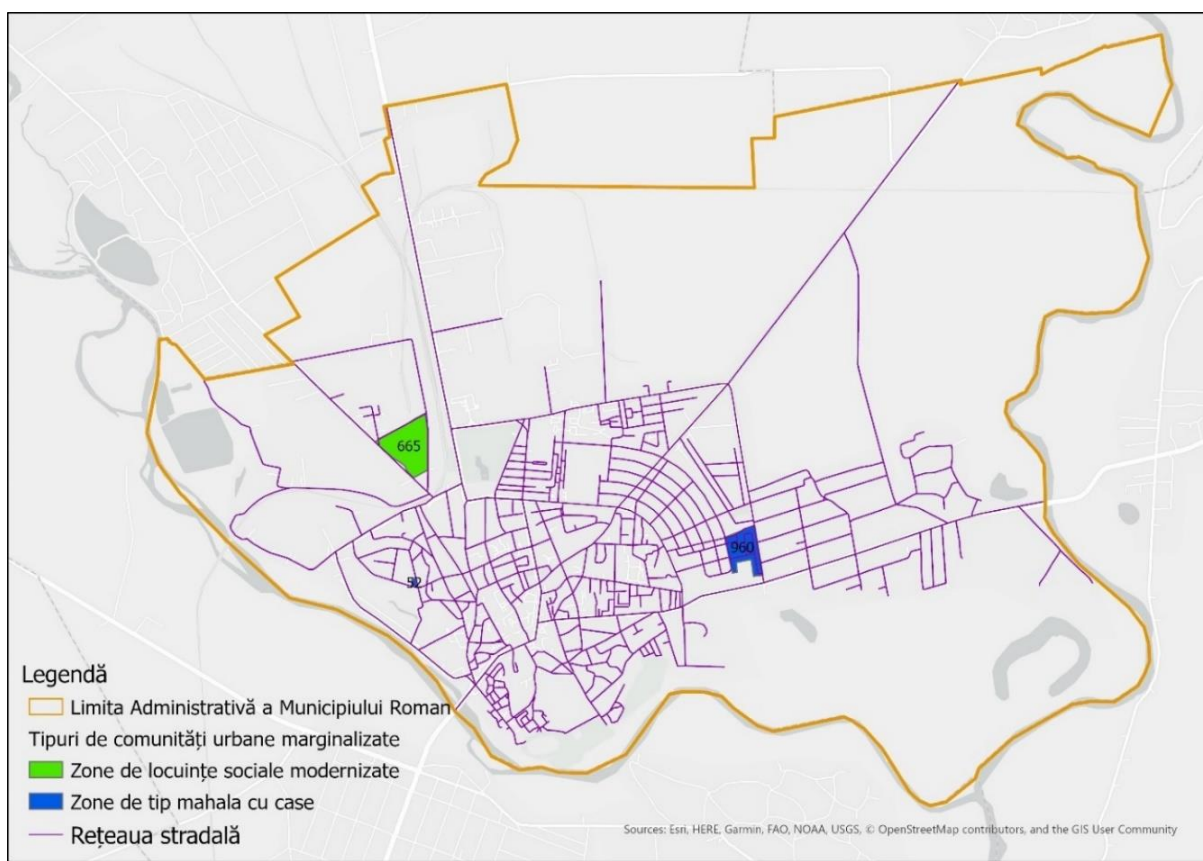 665
960
52
Legendă
Limita Administrativă a Municipiului Roman
Tipuri de comunități urbane marginalizate
Zone de locuințe sociale modernizate
Zone de tip mahala cu case
Rețeaua stradală
Sources: Esri, HERE, Garmin, FAO, NOAA, USGS, © OpenStreetMap contributors, and the GIS User Community